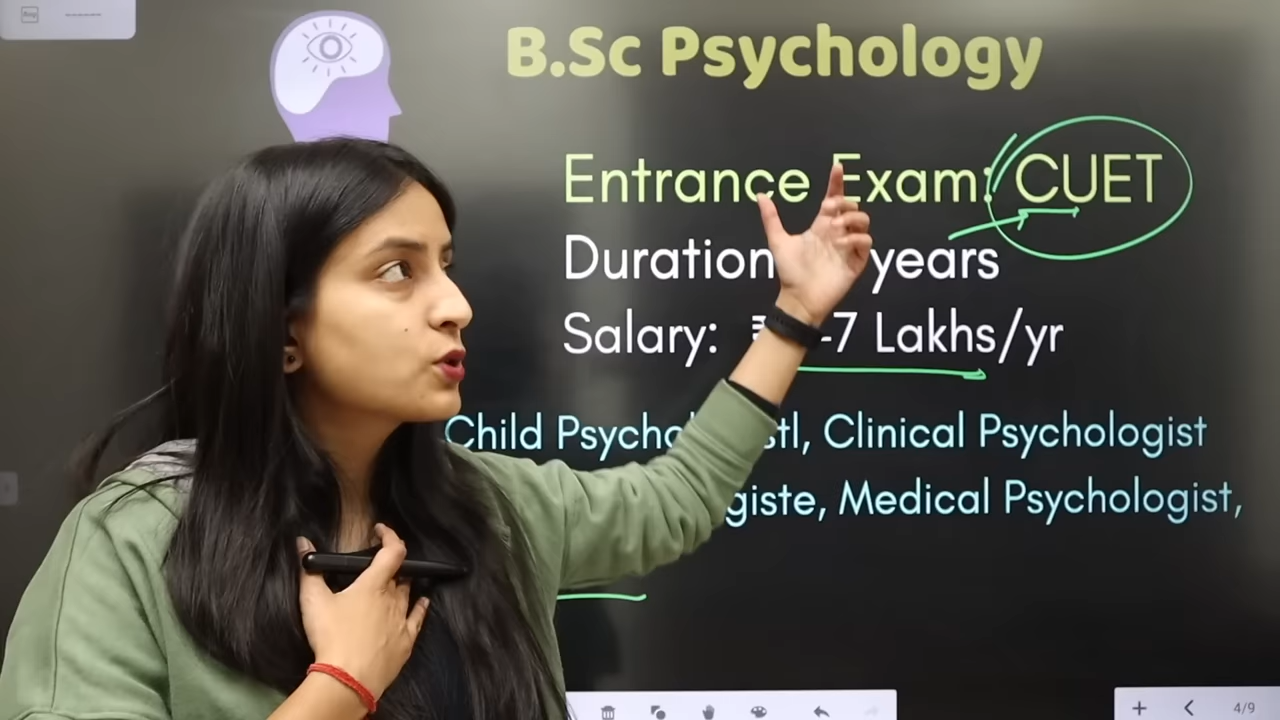 B.Sc Psychology
Entrance Exam: CUET
Duration years
Salary: -7 Lakhs/yr
Child Psycho stl, Clinical Psychologist
giste, Medical Psychologist,
4/9